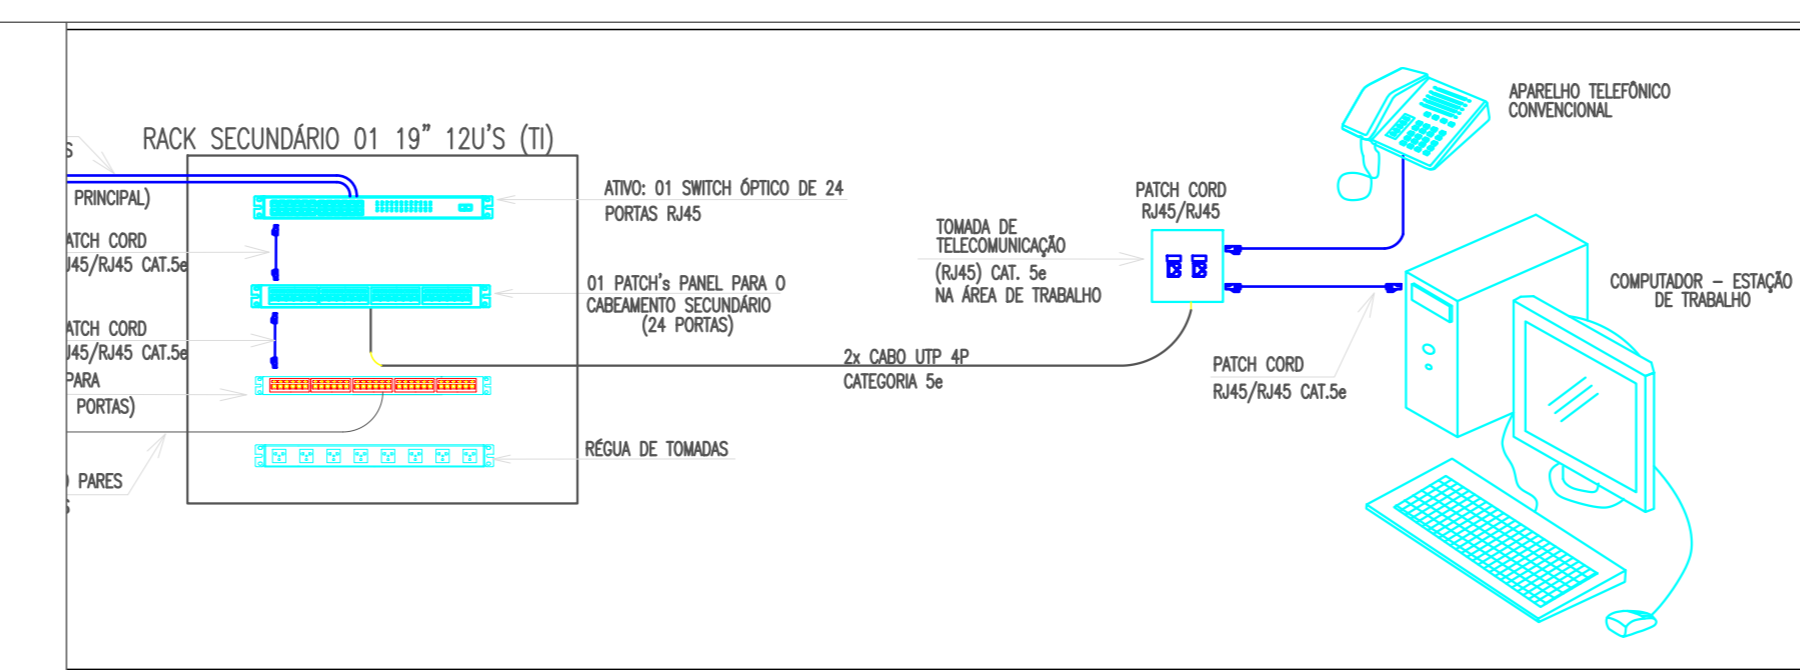 RACK SECUNDÁRIO 01 19" 12U'S (TI)
S
PRINCIPAL)
ATCH CORD
J45/RJ45 CAT.5e
ATCH CORD
J45/RJ45 CAT.5e
PARA
PORTAS)
PARES
S
ATIVO: 01 SWITCH ÓPTICO DE 24
PORTAS RJ45
01 PATCH's PANEL PARA O
CABEAMENTO SECUNDÁRIO
(24 PORTAS)
RÉGUA DE TOMADAS
2x CABO UTP 4P
CATEGORIA 5e
TOMADA DE
TELECOMUNICAÇÃO
(RJ45) CAT. 5e
NA ÁREA DE TRABALHO
PATCH CORD
RJ45/RJ45
APARELHO TELEFÔNICO
CONVENCIONAL
PATCH CORD
RJ45/RJ45 CAT.5e
COMPUTADOR – ESTAÇÃO
DE TRABALHO